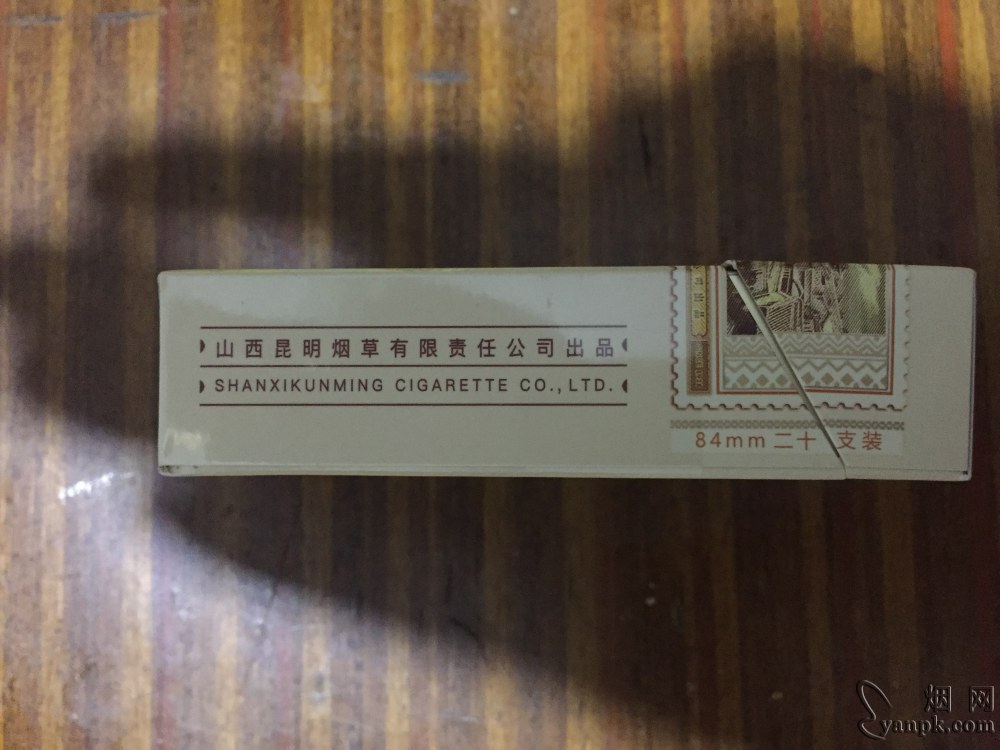 山西昆明烟草有限责任公司出品
SHANXIKUNMING CIGARETTE CO., LTD.
84mm 二十 支装
烟网
yanpk.com